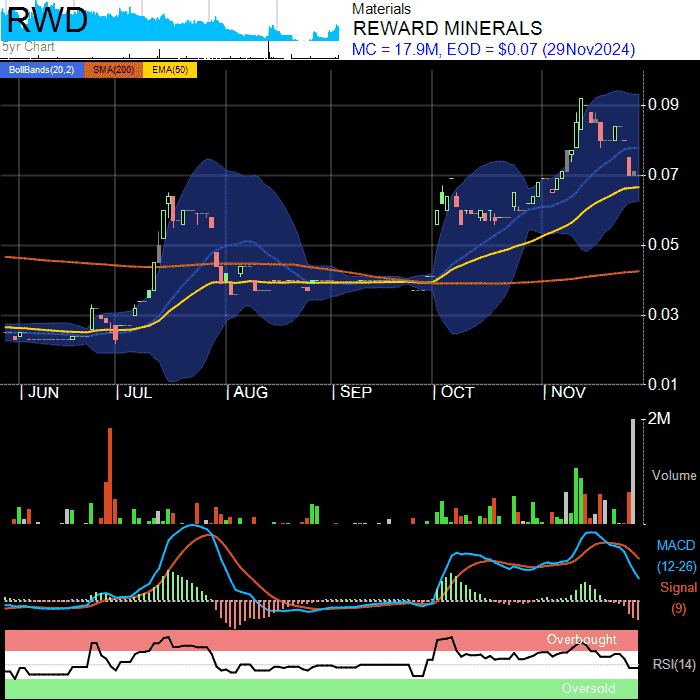 RWD
5yr Chart
Materials
REWARD MINERALS
MC = 17.9M, EOD = $0.07 (29Nov2024)
BollBands(20,2) SMA(200) EMA(50)
0.09
0.07
0.05
0.03
0.01
| JUN | JUL | AUG | SEP | OCT | NOV
2M
Volume
MACD
(12-26)
Signal
(9)
Overbought
RSI(14)
Oversold